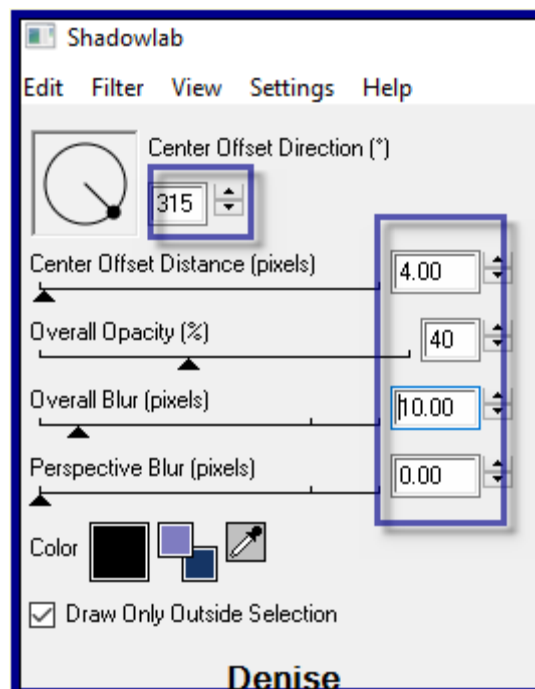 Shadowlab
Edit Filter View Settings Help
Center Offset Direction (*)
315
Center Offset Distance (pixels)
4.00
Overall Opacity (%)
40
Overall Blur (pixels)
10.00
Perspective Blur (pixels)
0.00
Color
Draw Only Outside Selection
Denise